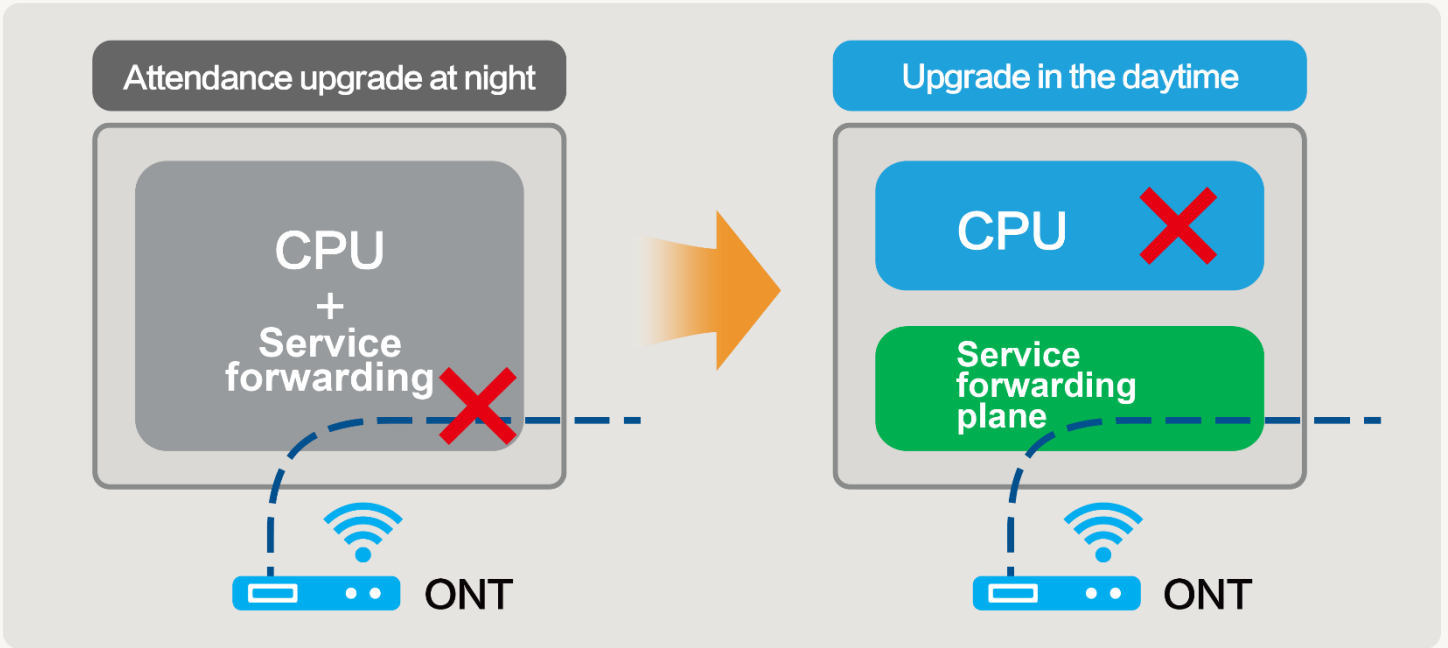 Attendance upgrade at night
CPU
+
Service
forwarding
ONT
Upgrade in the daytime
CPU
Service
forwarding
plane
ONT